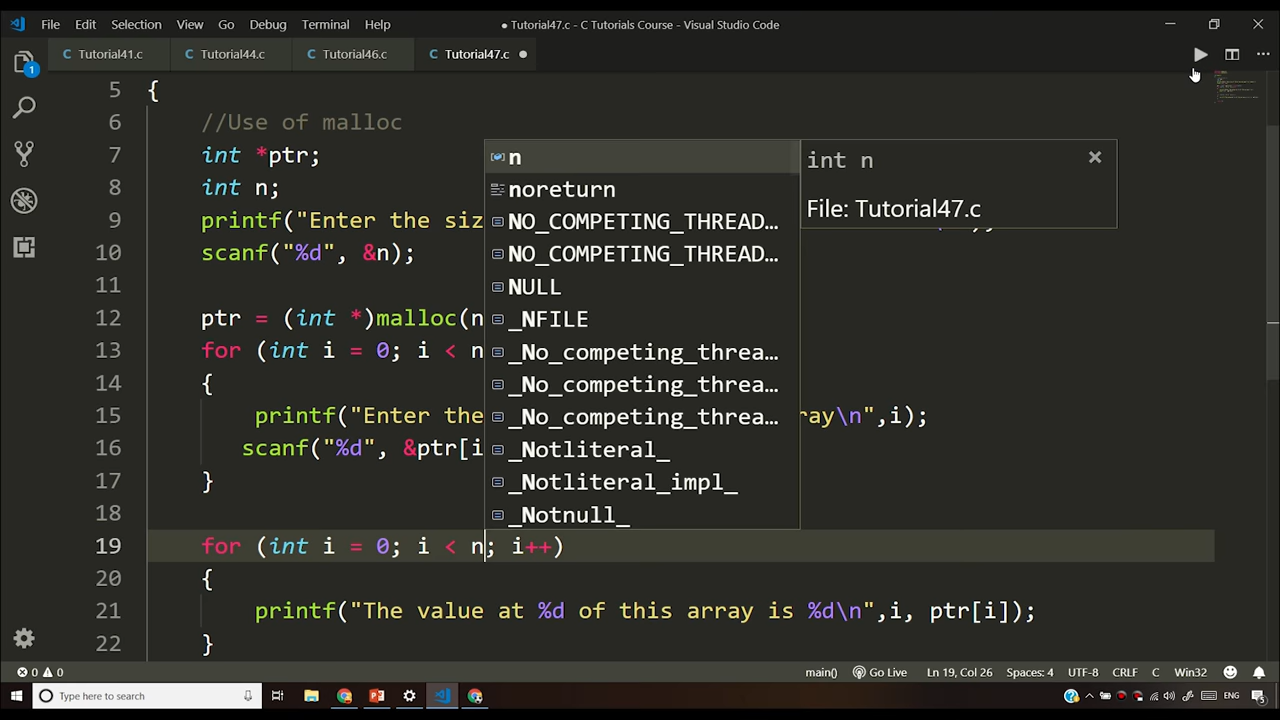 File Edit Selection View Go Debug Terminal Help
● Tutorial47.c - C Tutorials Course - Visual Studio Code
Tutorial41.c Tutorial44.c Tutorial46.c Tutorial47.c
1
5 {
6 //Use of malloc
7 int *ptr;
8 int n;
9 printf("Enter the siz
10 scanf("%d", &n);
11
12 ptr = (int *)malloc(n
13 for (int i = 0; i < n
14 {
15 printf("Enter the ray\n",i);
16 scanf("%d", &ptr[i
17 }
18
19 for (int i = 0; i < n; i++)
20 {
21 printf("The value at %d of this array is %d\n",i, ptr[i]);
22 }
n
noreturn
NO_COMPETING_THREAD...
NO_COMPETING_THREAD...
NULL
_NFILE
_No_competing_threa...
_No_competing_threa...
_No_competing_threa...
_Notliteral_
_Notliteral_impl_
_Notnull_
int n
File: Tutorial47.c
0 0 main() Go Live Ln 19, Col 26 Spaces: 4 UTF-8 CRLF C Win32
Type here to search ENG 5